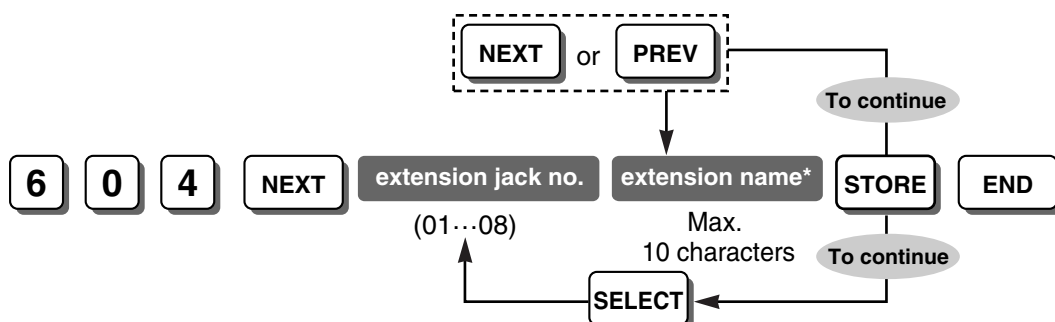 NEXT or PREV
To continue
6 0 4 NEXT extension jack no. extension name* STORE END
(01···08) Max.
10 characters
To continue
SELECT